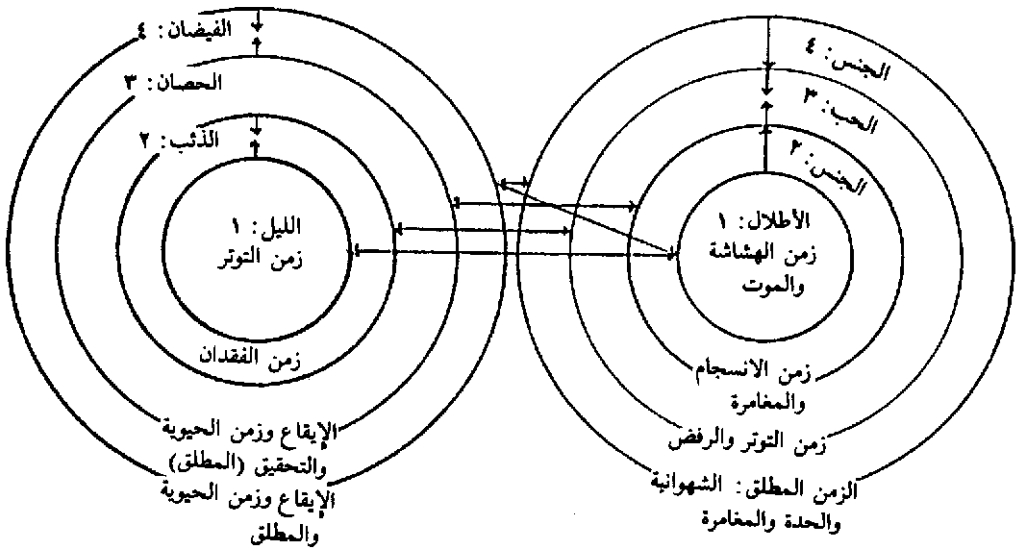 الجنس: ٤
الحب: ٣
الجنس: ٢
الأطلال: ١
زمن الهشاشة
والموت
زمن الانسجام
والمغامرة
زمن التوتر والرفض
الزمن المطلق: الشهوانية
والحدة والمغامرة
الفيضان: ٤
الحصان: ٣
الذئب: ٢
الليل: ١
زمن التوتر
زمن الفقدان
الإيقاع وزمن الحيوية
والتحقيق (المطلق)
الإيقاع وزمن الحيوية
والمطلق